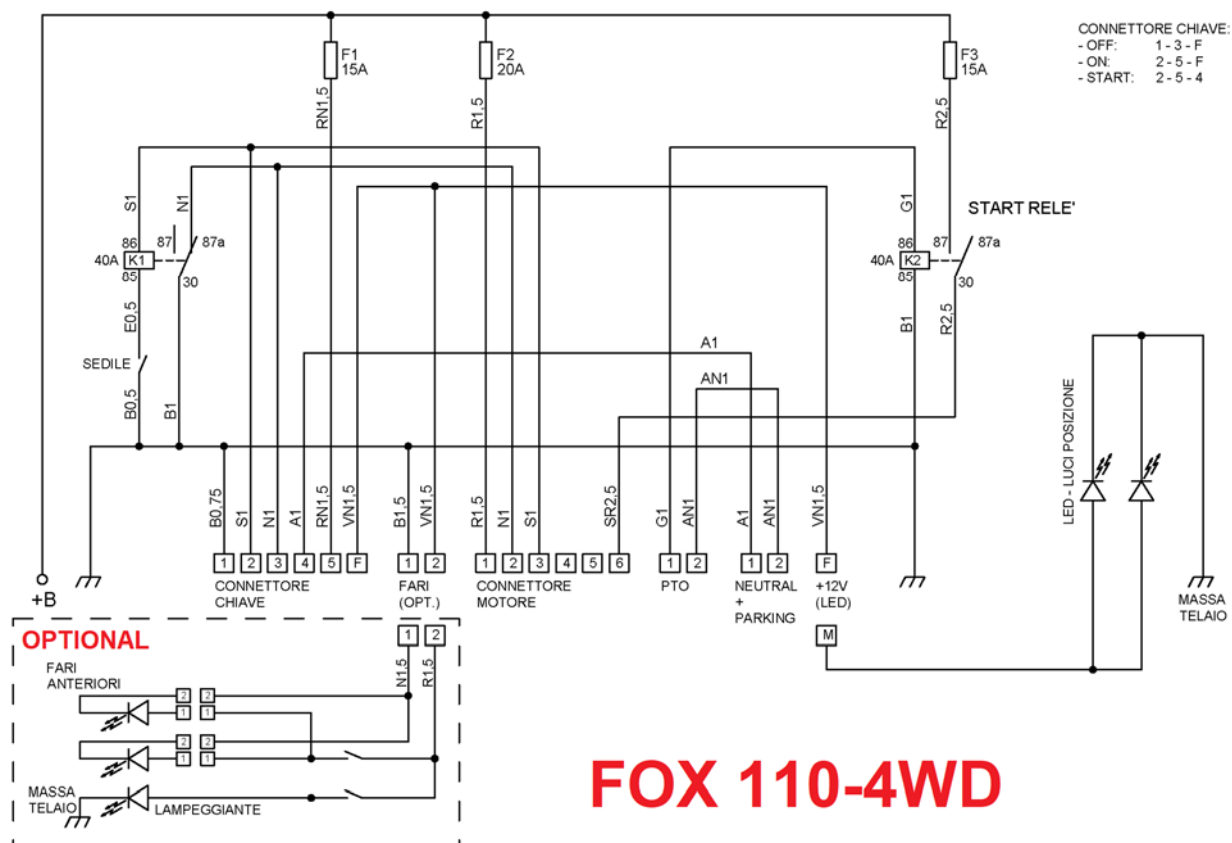 CONNETTORE CHIAVE:
- OFF: 1 - 3 - F
- ON: 2 - 5 - F
- START: 2 - 5 - 4
F1
15A
F2
20A
F3
15A
RN1,5
R1,5
R2,5
S1
N1
G1
START RELE'
86
87
87a
40A
K1
85
30
86
87
87a
40A
K2
85
30
E0,5
B1
R2,5
SEDILE
B0,5
B1
A1
AN1
LED - LUCI POSIZIONE
B0,75
S1
N1
A1
RN1,5
VN1,5
B1,5
VN1,5
R1,5
N1
S1
SR2,5
G1
AN1
A1
AN1
VN1,5
1 2 3 4 5 F
1 2
1 2 3 4 5 6
1 2
1 2
F
CONNETTORE
CHIAVE
FARI
(OPT.)
CONNETTORE
MOTORE
PTO
NEUTRAL
+
PARKING
+12V
(LED)
M
+B
MASSA
TELAIO
OPTIONAL
1 2
N1,5
R1,5
FARI
ANTERIORI
2 2
1 1
2 2
1 1
MASSA
TELAIO
LAMPEGGIANTE
FOX 110-4WD